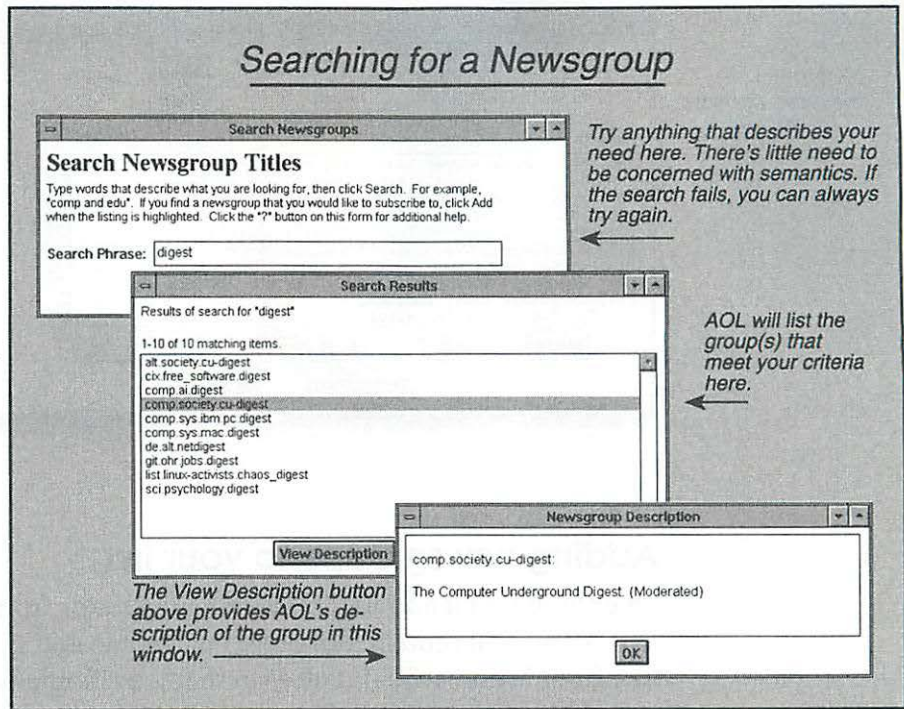 Searching for a Newsgroup
Search Newsgroups
Search Newsgroup Titles
Type words that describe what you are looking for, then click Search. For example,
"comp and edu". If you find a newsgroup that you would like to subscribe to, click Add
when the listing is highlighted. Click the "?" button on this form for additional help.
Search Phrase: digest
Try anything that describes your
need here. There's little need to
be concerned with semantics. If
the search fails, you can always
try again.
Search Results
Results of search for "digest"
1-10 of 10 matching items.
alt.society.cu-digest
cix.free_software.digest
comp.ai.digest
comp.society.cu-digest
comp.sys.ibm.pc.digest
comp.sys.mac.digest
de.alt.netdigest
git.ohr.jobs.digest
list.linux-activists.chaos_digest
sci.psychology.digest
View Description
AOL will list the
group(s) that
meet your criteria
here.
Newsgroup Description
comp.society.cu-digest:
The Computer Underground Digest. (Moderated)
OK
The View Description button
above provides AOL's de-
scription of the group in this
window.